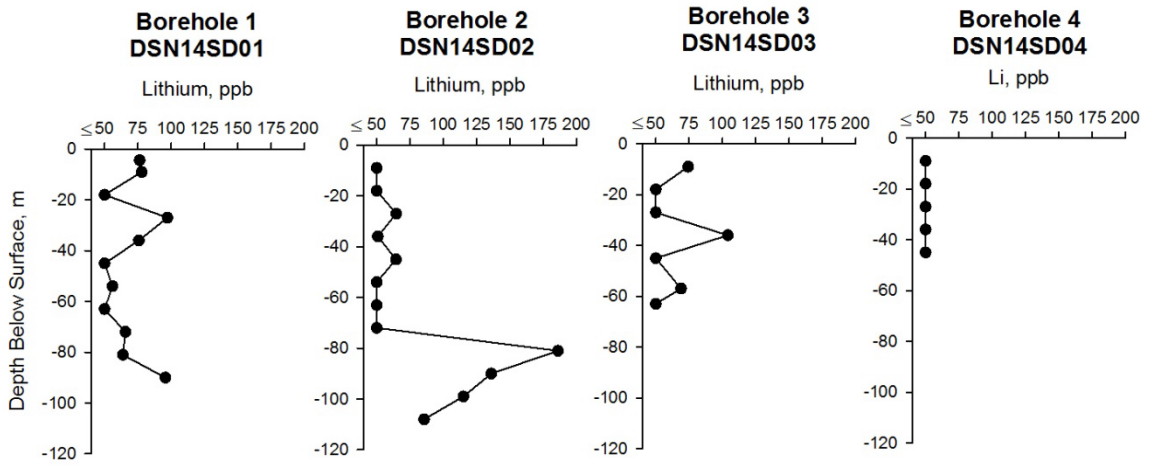 Borehole 1
DSN14SD01
Lithium, ppb
≤ 50 75 100 125 150 175 200
0
-20
-40
-60
-80
-100
-120
Depth Below Surface, m
Borehole 2
DSN14SD02
Lithium, ppb
≤ 50 75 100 125 150 175 200
0
-20
-40
-60
-80
-100
-120
Borehole 3
DSN14SD03
Lithium, ppb
≤ 50 75 100 125 150 175 200
0
-20
-40
-60
-80
-100
-120
Borehole 4
DSN14SD04
Li, ppb
≤ 50 75 100 125 150 175 200
0
-20
-40
-60
-80
-100
-120